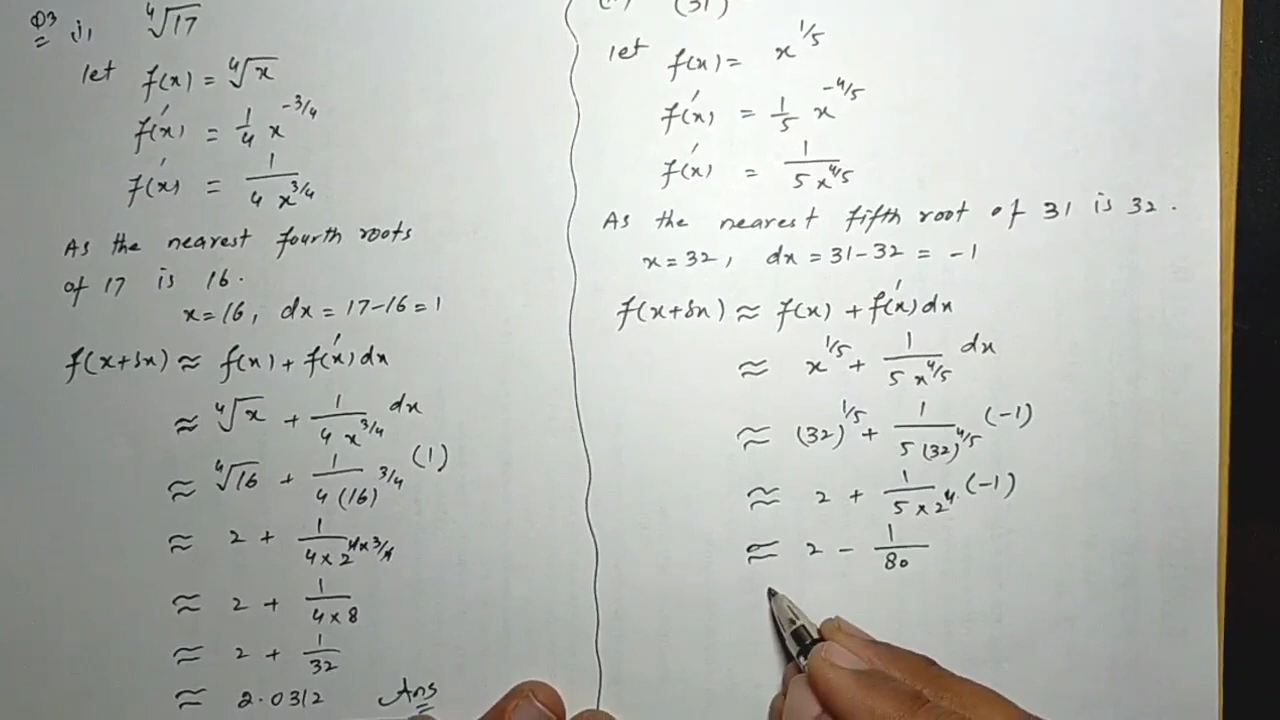 Q3 i, ∜17
let f(x) = ∜x
f'(x) = 1/4 x^(-3/4)
f'(x) = 1/(4 x^(3/4))
As the nearest fourth roots
of 17 is 16.
x=16, dx = 17-16=1
f(x+δx) ≈ f(x) + f'(x) dx
≈ ∜x + 1/(4 x^(3/4)) dx
≈ ∜16 + 1/(4 (16)^(3/4)) (1)
≈ 2 + 1/(4×2^(4×3/4))
≈ 2 + 1/(4×8)
≈ 2 + 1/32
≈ 2.0312 Ans
(31)
let f(x) = x^(1/5)
f'(x) = 1/5 x^(-4/5)
f'(x) = 1/(5 x^(4/5))
As the nearest fifth root of 31 is 32.
x=32, dx = 31-32 = -1
f(x+δx) ≈ f(x) + f'(x) dx
≈ x^(1/5) + 1/(5 x^(4/5)) dx
≈ (32)^(1/5) + 1/(5 (32)^(4/5)) (-1)
≈ 2 + 1/(5×2^4) (-1)
≈ 2 - 1/80